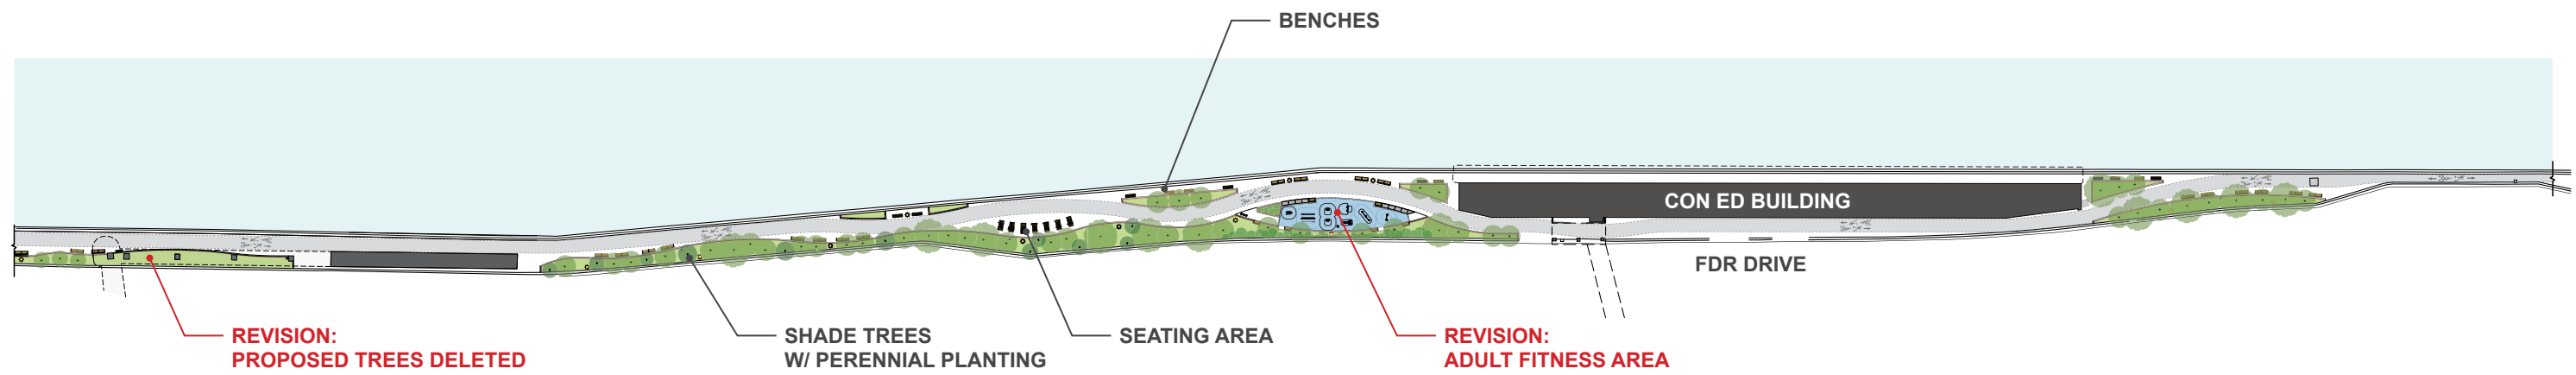 BENCHES
CON ED BUILDING
FDR DRIVE
REVISION:
PROPOSED TREES DELETED
SHADE TREES
W/ PERENNIAL PLANTING
SEATING AREA
REVISION:
ADULT FITNESS AREA